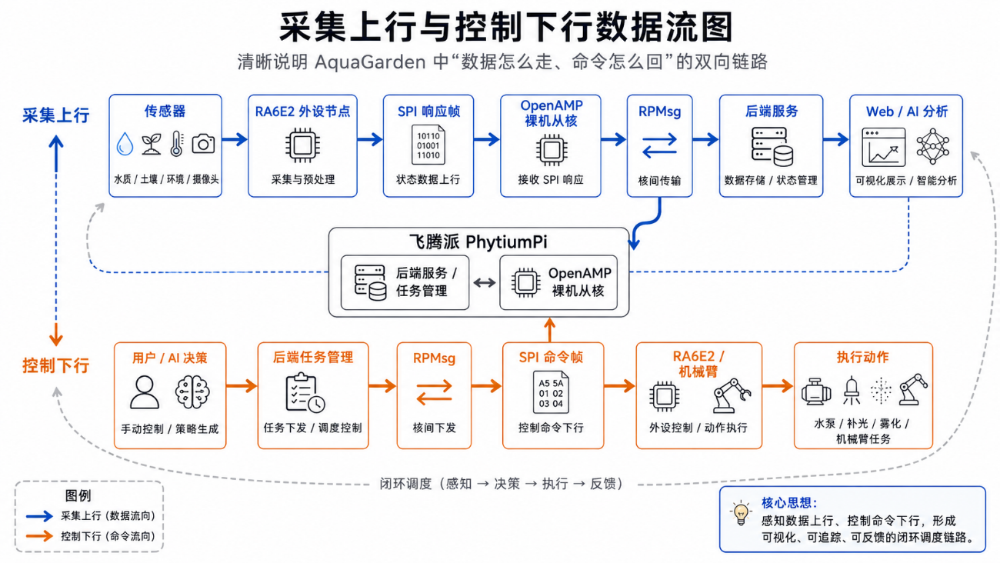 采集上行与控制下行数据流图
清晰说明 AquaGarden 中“数据怎么走、命令怎么回”的双向链路
采集上行
传感器
水质 / 土壤 / 环境 / 摄像头
RA6E2 外设节点
采集与预处理
SPI 响应帧
10110
01001
11010
状态数据上行
OpenAMP
裸机从核
接收 SPI 响应
RPMsg
核间传输
后端服务
数据存储 / 状态管理
Web / AI 分析
可视化展示 / 智能分析
飞腾派 PhytiumPi
后端服务 /
任务管理
OpenAMP
裸机从核
控制下行
用户 / AI 决策
手动控制 / 策略生成
后端任务管理
任务下发 / 调度控制
RPMsg
核间下发
SPI 命令帧
A5 5A
01 02
03 04
控制命令下行
RA6E2 /
机械臂
外设控制 / 动作执行
执行动作
水泵 / 补光 / 雾化 /
机械臂任务
闭环调度（感知 → 决策 → 执行 → 反馈）
图例
采集上行 (数据流向)
控制下行 (命令流向)
核心思想：
感知数据上行、控制命令下行，形成
可视化、可追踪、可反馈的闭环调度链路。